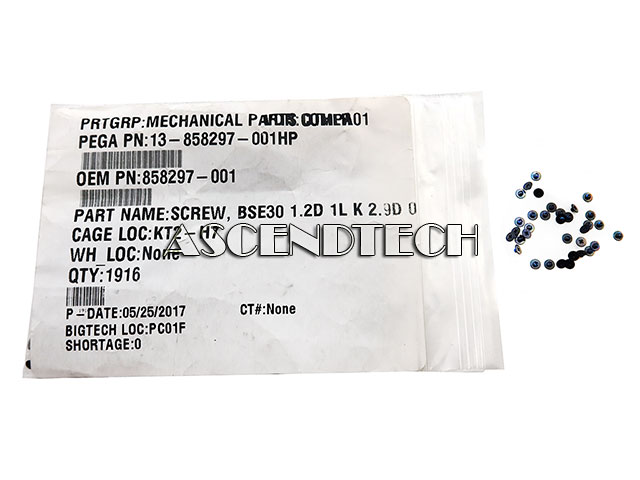 PRTGRP:MECHANICAL PARTS
PEGA PN:13-858297-001HP
OEM PN:858297-001
PART NAME:SCREW, BSE30 1.2D 1L K 2.9D 0
CAGE LOC: H7
ASCENDTECH
WH_LOC:None
QTY:1916
P-DATE:05/25/2017 CT#:None
BIGTECH LOC:PC01F
SHORTAGE:0